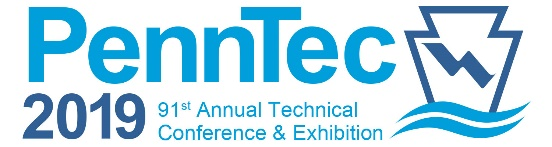 PennTec
2019 91st Annual Technical
Conference & Exhibition